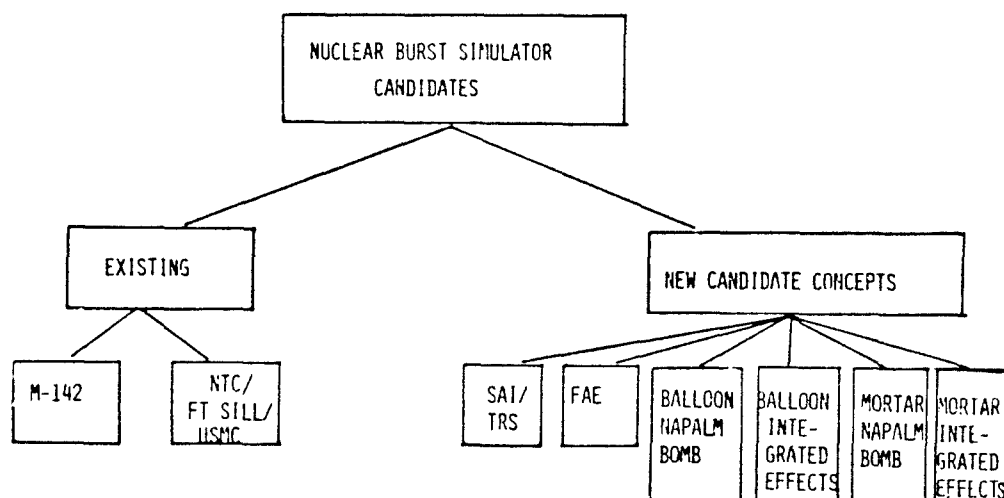 NUCLEAR BURST SIMULATOR
CANDIDATES
EXISTING
NEW CANDIDATE CONCEPTS
M-142
NTC/
FT SILL/
USMC
SAI/
TRS
FAE
BALLOON
NAPALM
BOMB
BALLOON
INTE-
GRATED
EFFECTS
MORTAR
NAPALM
BOMB
MORTAR
INTE-
GRATED
EFFECTS